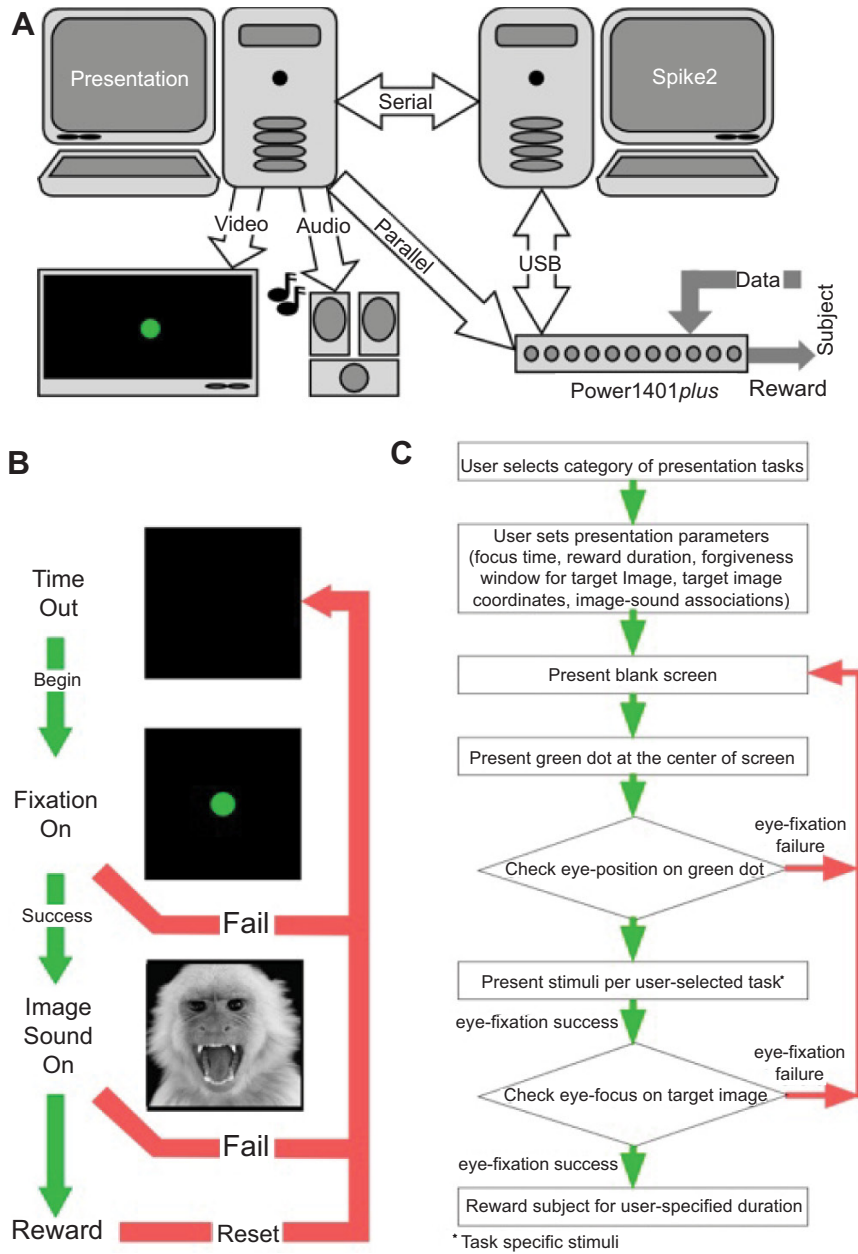 A
Presentation
Serial
Spike2
Video
Audio
Parallel
USB
Data
Subject
Power1401plus
Reward
B
Time
Out
Begin
Fixation
On
Success
Fail
Image
Sound
On
Fail
Reward
Reset
C
User selects category of presentation tasks
User sets presentation parameters
(focus time, reward duration, forgiveness
window for target Image, target image
coordinates, image-sound associations)
Present blank screen
Present green dot at the center of screen
eye-fixation
failure
Check eye-position on green dot
Present stimuli per user-selected task*
eye-fixation success
eye-fixation
failure
Check eye-focus on target image
eye-fixation success
Reward subject for user-specified duration
* Task specific stimuli